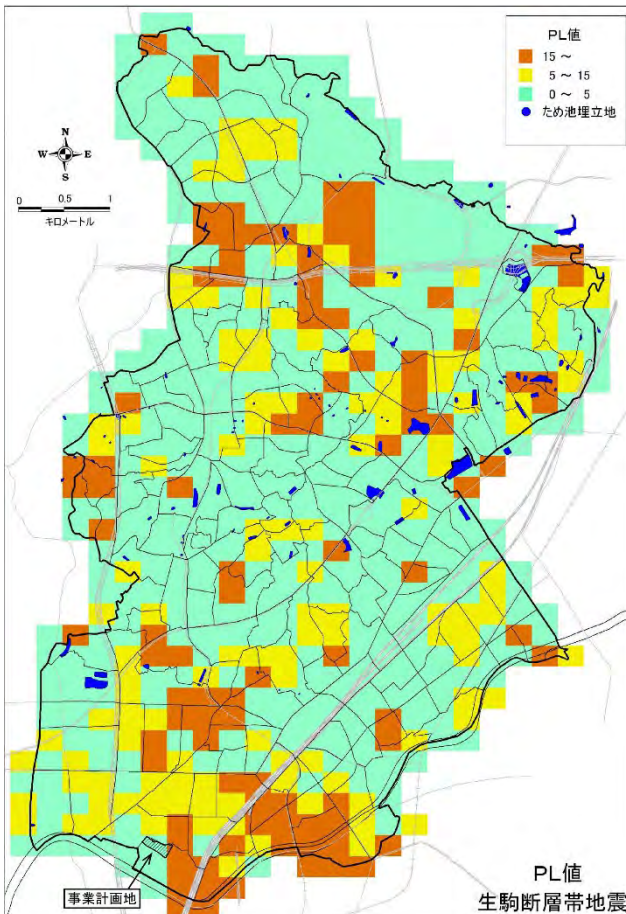 PL値
15 ~
5 ~ 15
0 ~ 5
ため池埋立地
N
W E
S
0 0.5 1
キロメートル
事業計画地
PL値
生駒断層帯地震